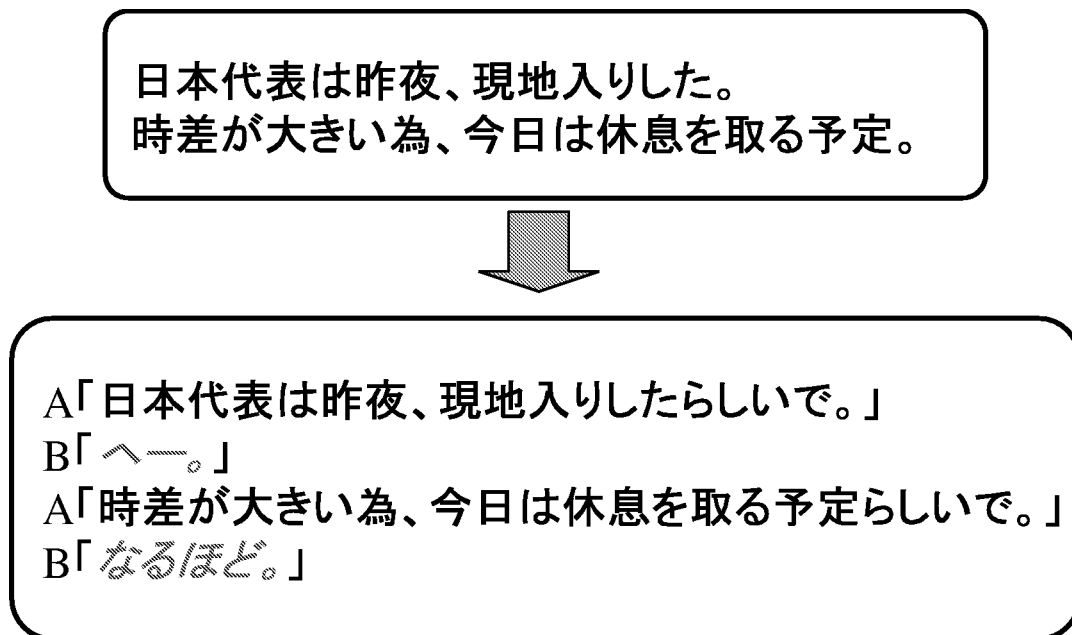 日本代表は昨夜、現地入りした。
時差が大きい為、今日は休息を取る予定。
A「日本代表は昨夜、現地入りしたらしいで。」
B「へー。」
A「時差が大きい為、今日は休息を取る予定らしいで。」
B「なるほど。」